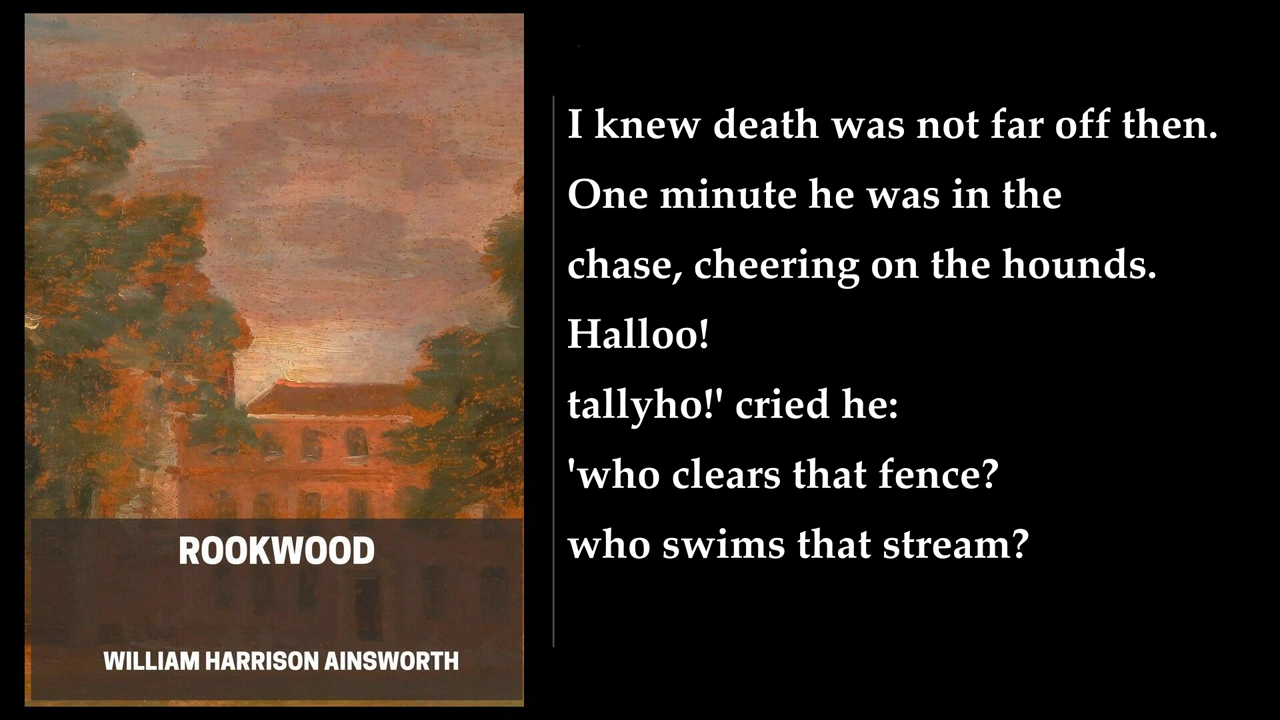 ROOKWOOD
WILLIAM HARRISON AINSWORTH
I knew death was not far off then.
One minute he was in the
chase, cheering on the hounds.
Halloo!
tallyho!' cried he:
'who clears that fence?
who swims that stream?